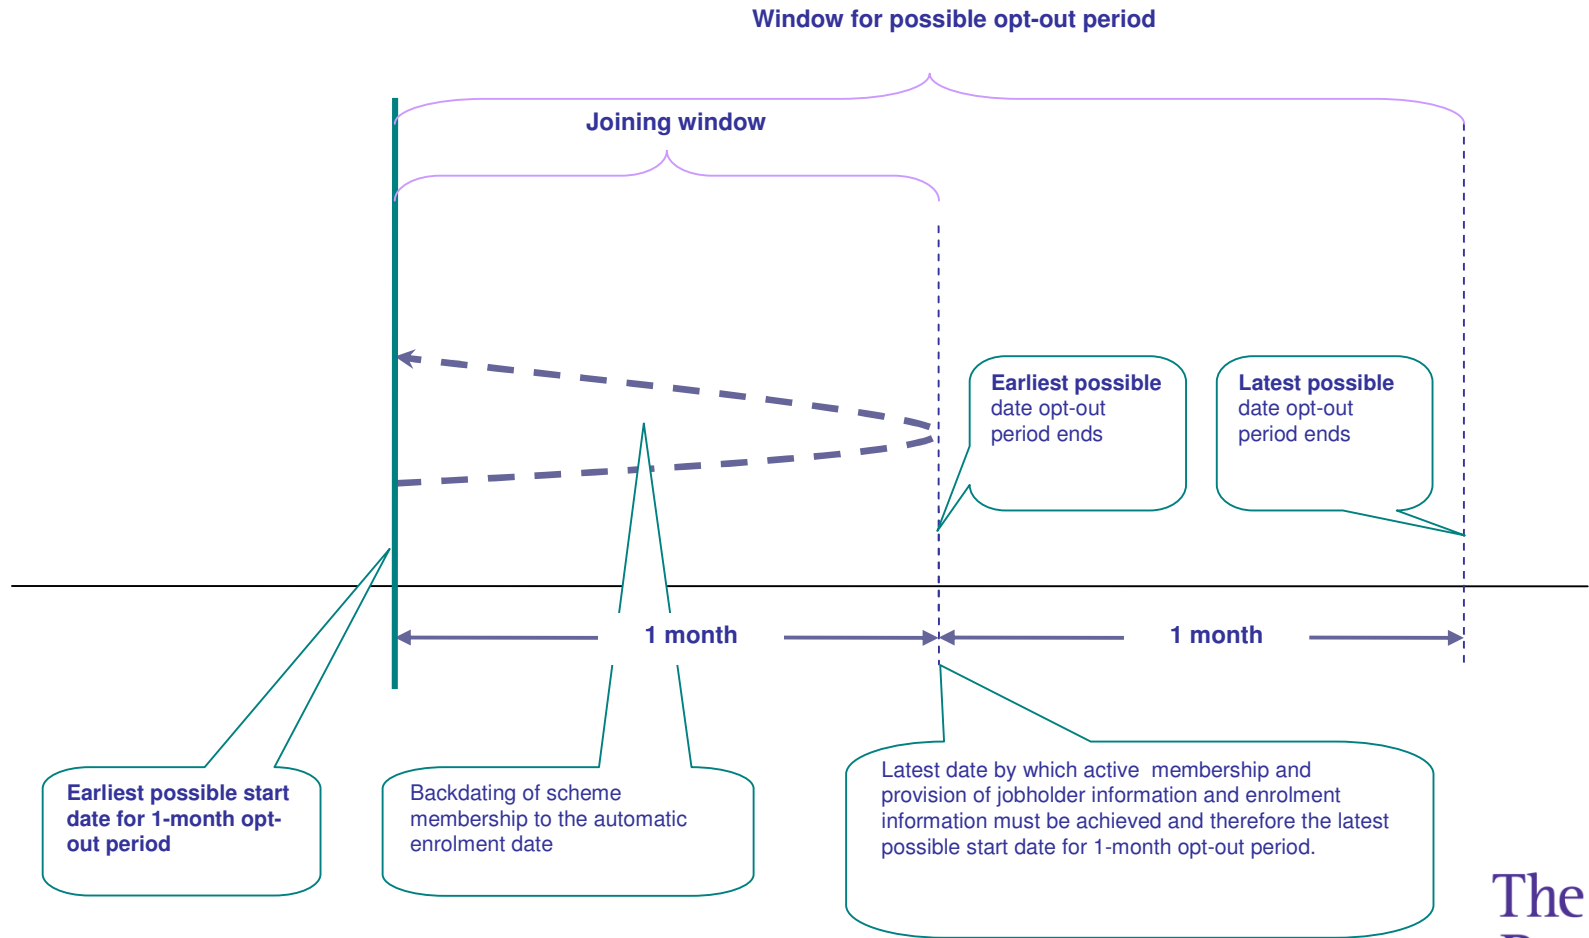 Window for possible opt-out period
Joining window
Earliest possible
date opt-out
period ends
Latest possible
date opt-out
period ends
1 month
1 month
Earliest possible start
date for 1-month opt-
out period
Backdating of scheme
membership to the automatic
enrolment date
Latest date by which active  membership and
provision of jobholder information and enrolment
information must be achieved and therefore the latest
possible start date for 1-month opt-out period.
The